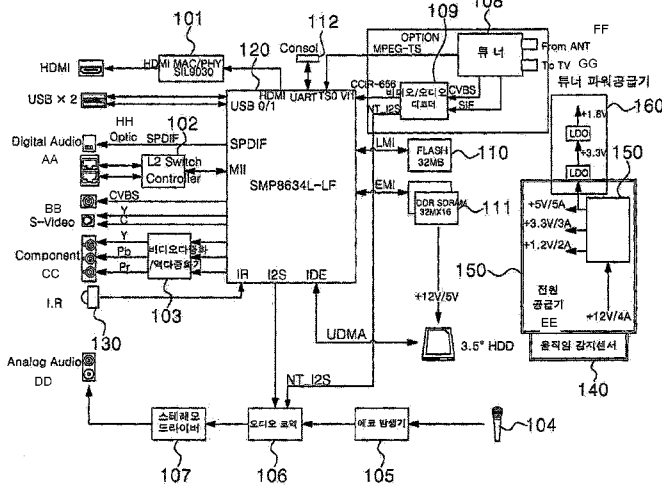 101
112
108
109
OPTION
FF
HDMI
HDMI MAC/PHY
SIL9030
120
Consol
MPEG-TS
튜너
From ANT
To TV
GG
튜너 파워공급기
HDMI
UART
TS0
CCIR-656
비디오/오디오
디코더
CVBS
SIF
NT_I2S
160
+1.8V
LDO
+3.3V
LDO
USB × 2
USB 0/1
HH
Optic
102
Digital Audio
SPDIF
SPDIF
AA
L2 Switch
Controller
MII
SMP8634L-LF
LMI
FLASH
32MB
110
EMI
DDR SDRAM
32MX16
111
150
+5V/5A
+3.3V/3A
+1.2V/2A
150
BB
CVBS
S-Video
Y
C
Component
CC
Y
Pb
Pr
비디오다중화
/역다중화기
103
I.R
130
IR
I2S
IDE
+12V/5V
전원
공급기
EE
+12V/4A
UDMA
3.5" HDD
움직임 감지센서
140
Analog Audio
DD
NT_I2S
스테레오
드라이버
오디오 코덱
에코 발생기
104
107
106
105